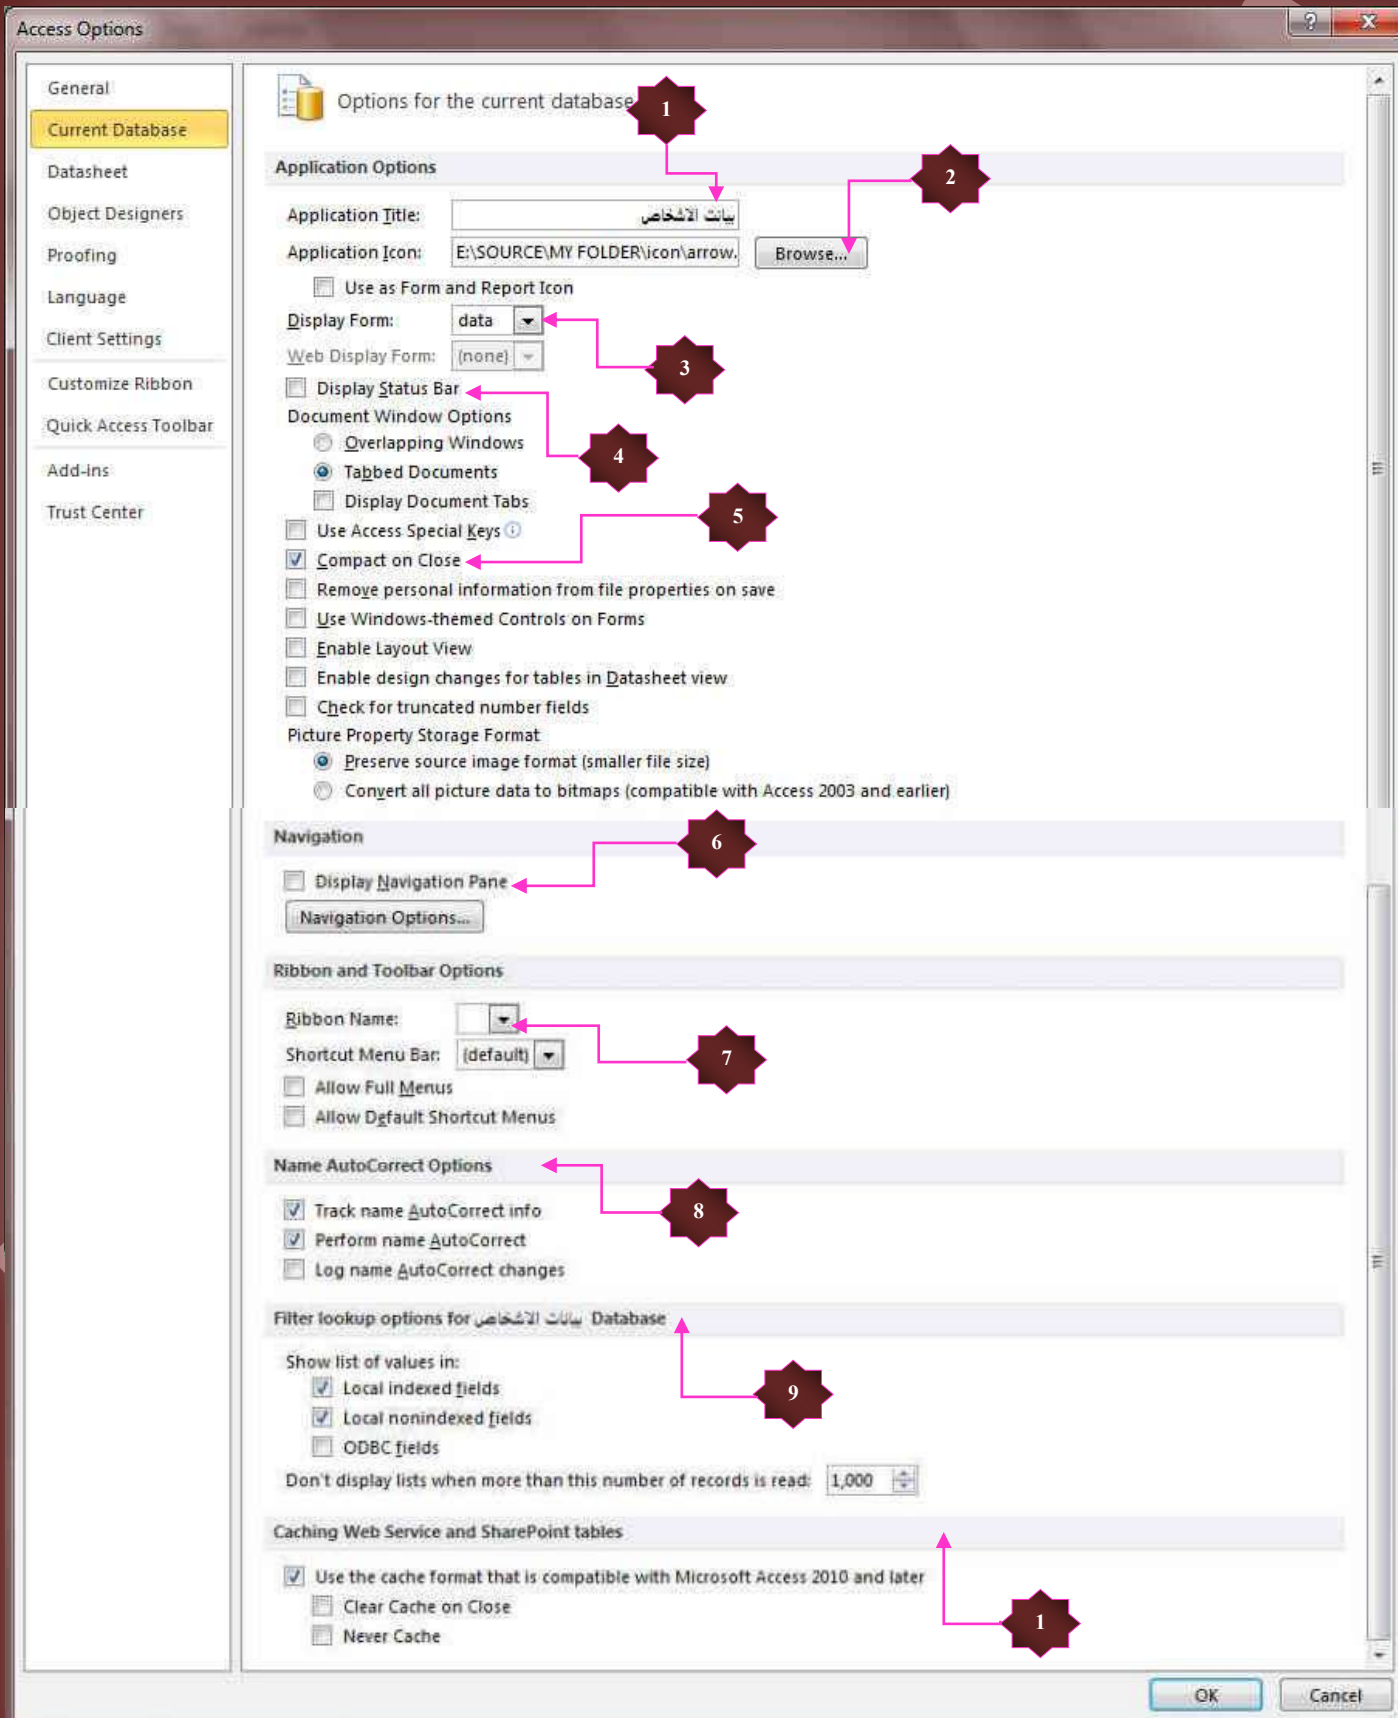 Access Options
?
General
Current Database
Datasheet
Object Designers
Proofing
Language
Client Settings
Customize Ribbon
Quick Access Toolbar
Add-ins
Trust Center
Options for the current database
1
Application Options
2
Application Title: بيانت الاشخاص
Application Icon: E:\SOURCE\MY FOLDER\icon\arrow. Browse...
Use as Form and Report Icon
Display Form: data
Web Display Form: (none)
3
Display Status Bar
Document Window Options
Overlapping Windows
4
Tabbed Documents
Display Document Tabs
5
Use Access Special Keys
Compact on Close
Remove personal information from file properties on save
Use Windows-themed Controls on Forms
Enable Layout View
Enable design changes for tables in Datasheet view
Check for truncated number fields
Picture Property Storage Format
Preserve source image format (smaller file size)
Convert all picture data to bitmaps (compatible with Access 2003 and earlier)
Navigation
6
Display Navigation Pane
Navigation Options...
Ribbon and Toolbar Options
Ribbon Name:
Shortcut Menu Bar: (default)
7
Allow Full Menus
Allow Default Shortcut Menus
Name AutoCorrect Options
Track name AutoCorrect info
8
Perform name AutoCorrect
Log name AutoCorrect changes
Filter lookup options for بيانات الاشخاص Database
Show list of values in:
Local indexed fields
9
Local nonindexed fields
ODBC fields
Don't display lists when more than this number of records is read: 1,000
Caching Web Service and SharePoint tables
Use the cache format that is compatible with Microsoft Access 2010 and later
Clear Cache on Close
1
Never Cache
OK Cancel